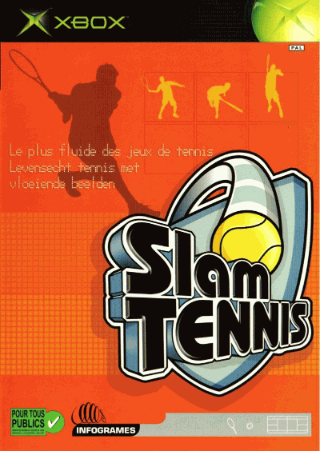 XBOX
PAL
Le plus fluide des jeux de tennis
Levensecht tennis met
vloeiende beelden
Slam
TENNIS
POUR TOUS
PUBLICS
INFOGRAMES